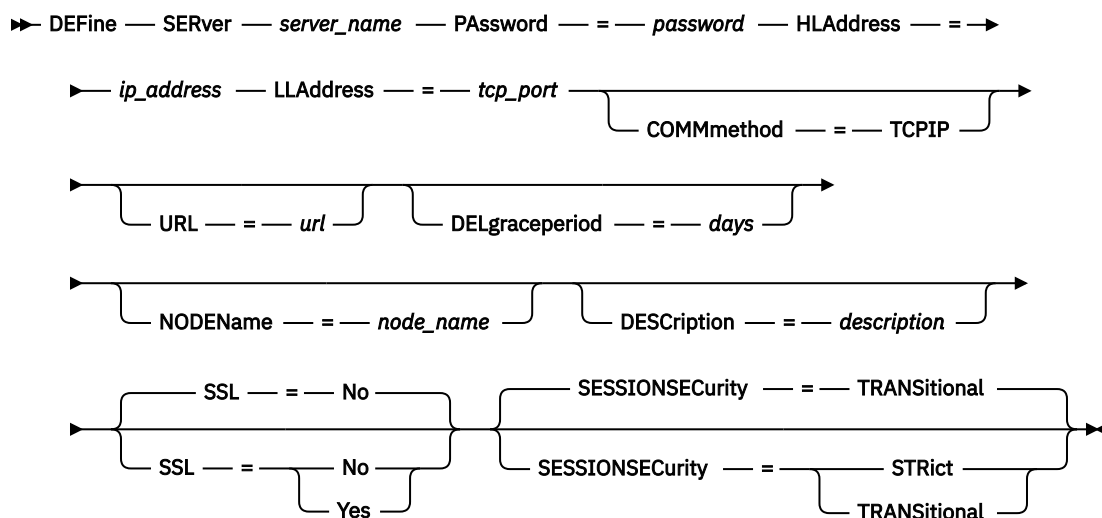 DEFine SERver server_name PAssword = password HLAddress =
ip_address LLAddress = tcp_port
COMMmethod = TCPIP
URL = url DELgraceperiod = days
NODEName = node_name DESCription = description
SSL = No SESSIONSECurity = TRANSitional
SSL = No SESSIONSECurity = STRict
Yes TRANSitional